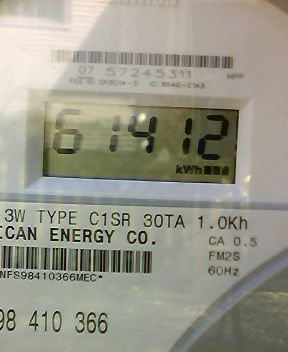 07 57245311 HPP
61412
kWh
3W TYPE C1SR 30TA 1.0Kh
ICAN ENERGY CO. CA 0.5
FM2S
NFS98410366MEC* 60Hz
98 410 366